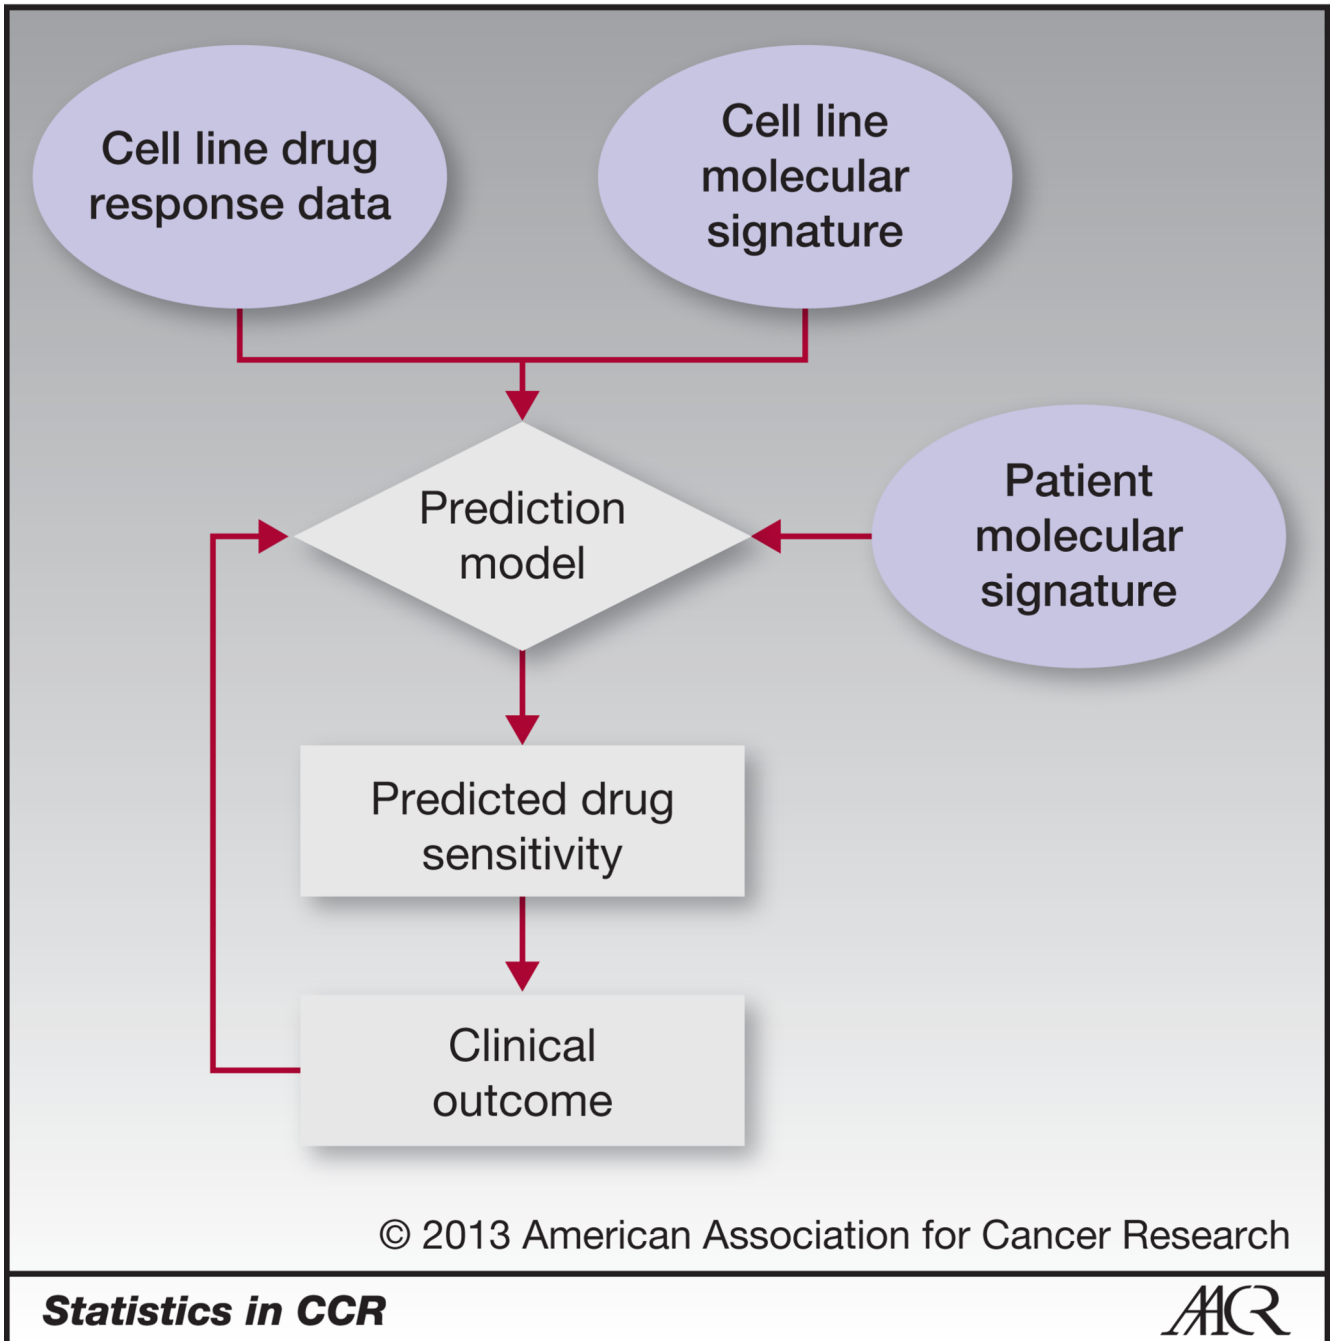 Cell line drug
response data
Cell line
molecular
signature
Prediction
model
Patient
molecular
signature
Predicted drug
sensitivity
Clinical
outcome
© 2013 American Association for Cancer Research
Statistics in CCR
AACR